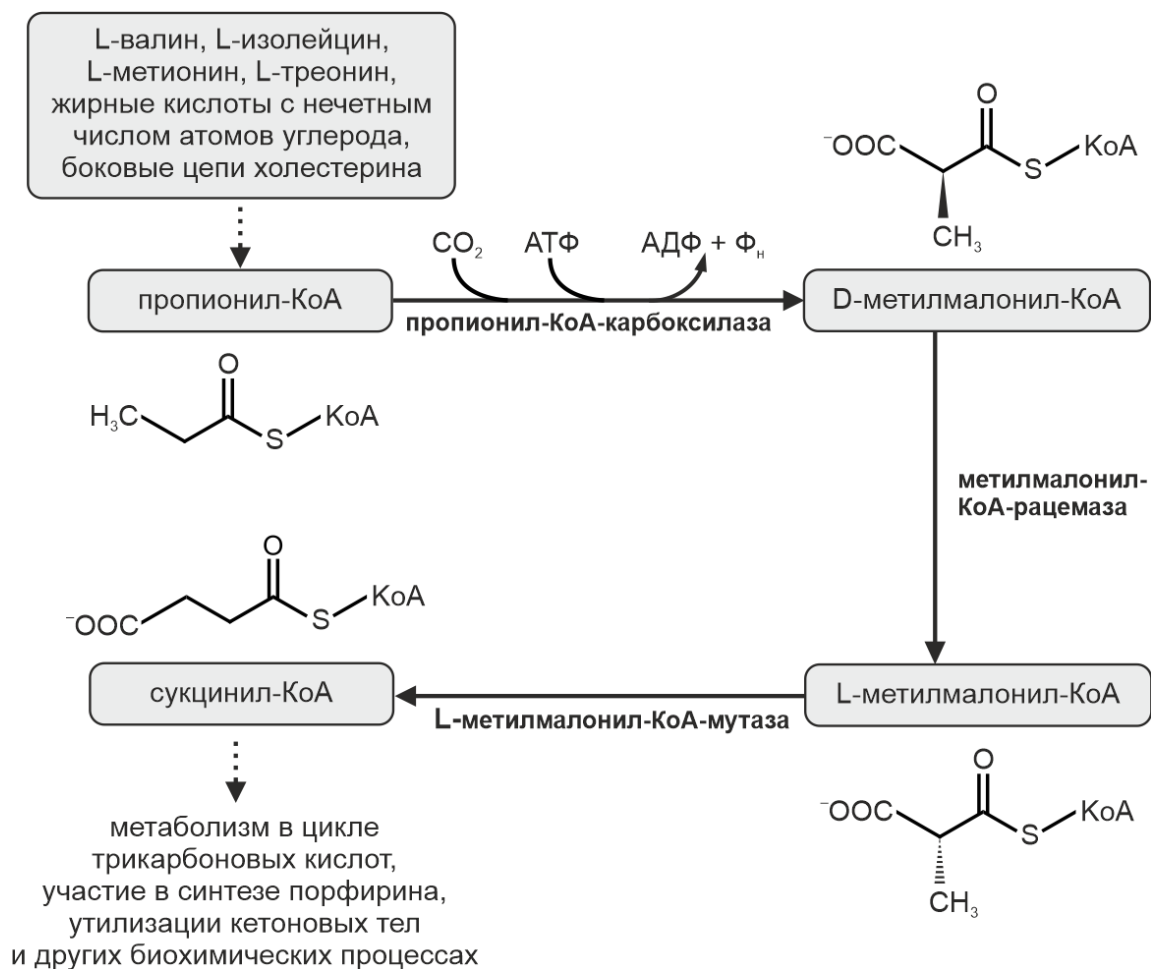 L-валин, L-изолейцин,
L-метионин, L-треонин,
жирные кислоты с нечетным
числом атомов углерода,
боковые цепи холестерина
O
⁻OOC
S
KoA
CH₃
CO₂ АТФ АДФ + Фₙ
пропионил-КоА
D-метилмалонил-КоА
пропионил-КоА-карбоксилаза
O
H₃C
S
KoA
метилмалонил-
КоА-рацемаза
O
⁻OOC
S
KoA
сукцинил-КоА
L-метилмалонил-КоА
L-метилмалонил-КоА-мутаза
O
⁻OOC
S
KoA
CH₃
метаболизм в цикле
трикарбоновых кислот,
участие в синтезе порфирина,
утилизации кетоновых тел
и других биохимических процессах